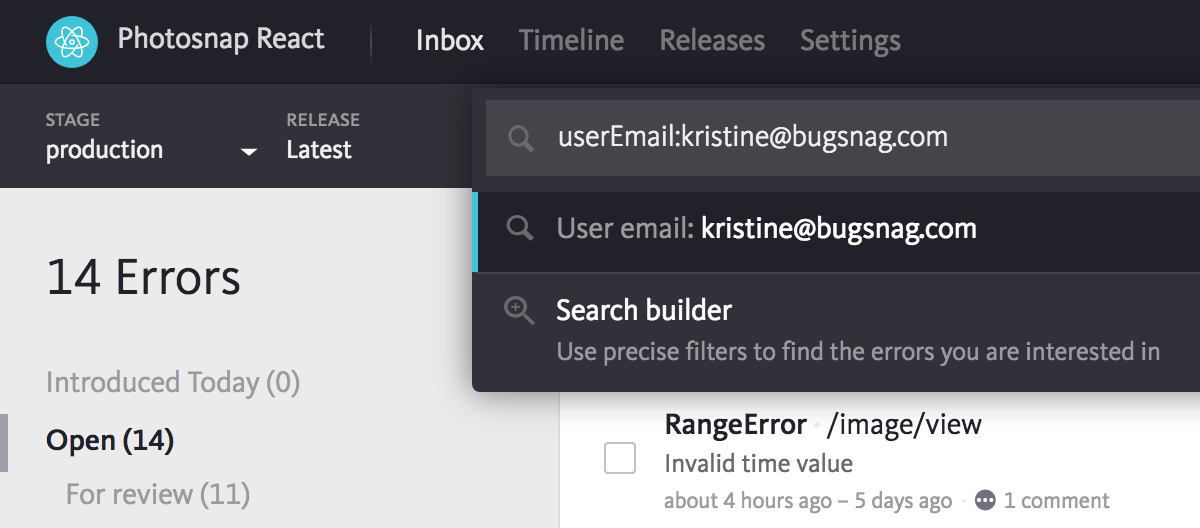 Photosnap React
Inbox Timeline Releases Settings
STAGE
production
RELEASE
Latest
userEmail:kristine@bugsnag.com
User email: kristine@bugsnag.com
Search builder
Use precise filters to find the errors you are interested in
14 Errors
Introduced Today (0)
Open (14)
For review (11)
RangeError · /image/view
Invalid time value
about 4 hours ago – 5 days ago · 1 comment